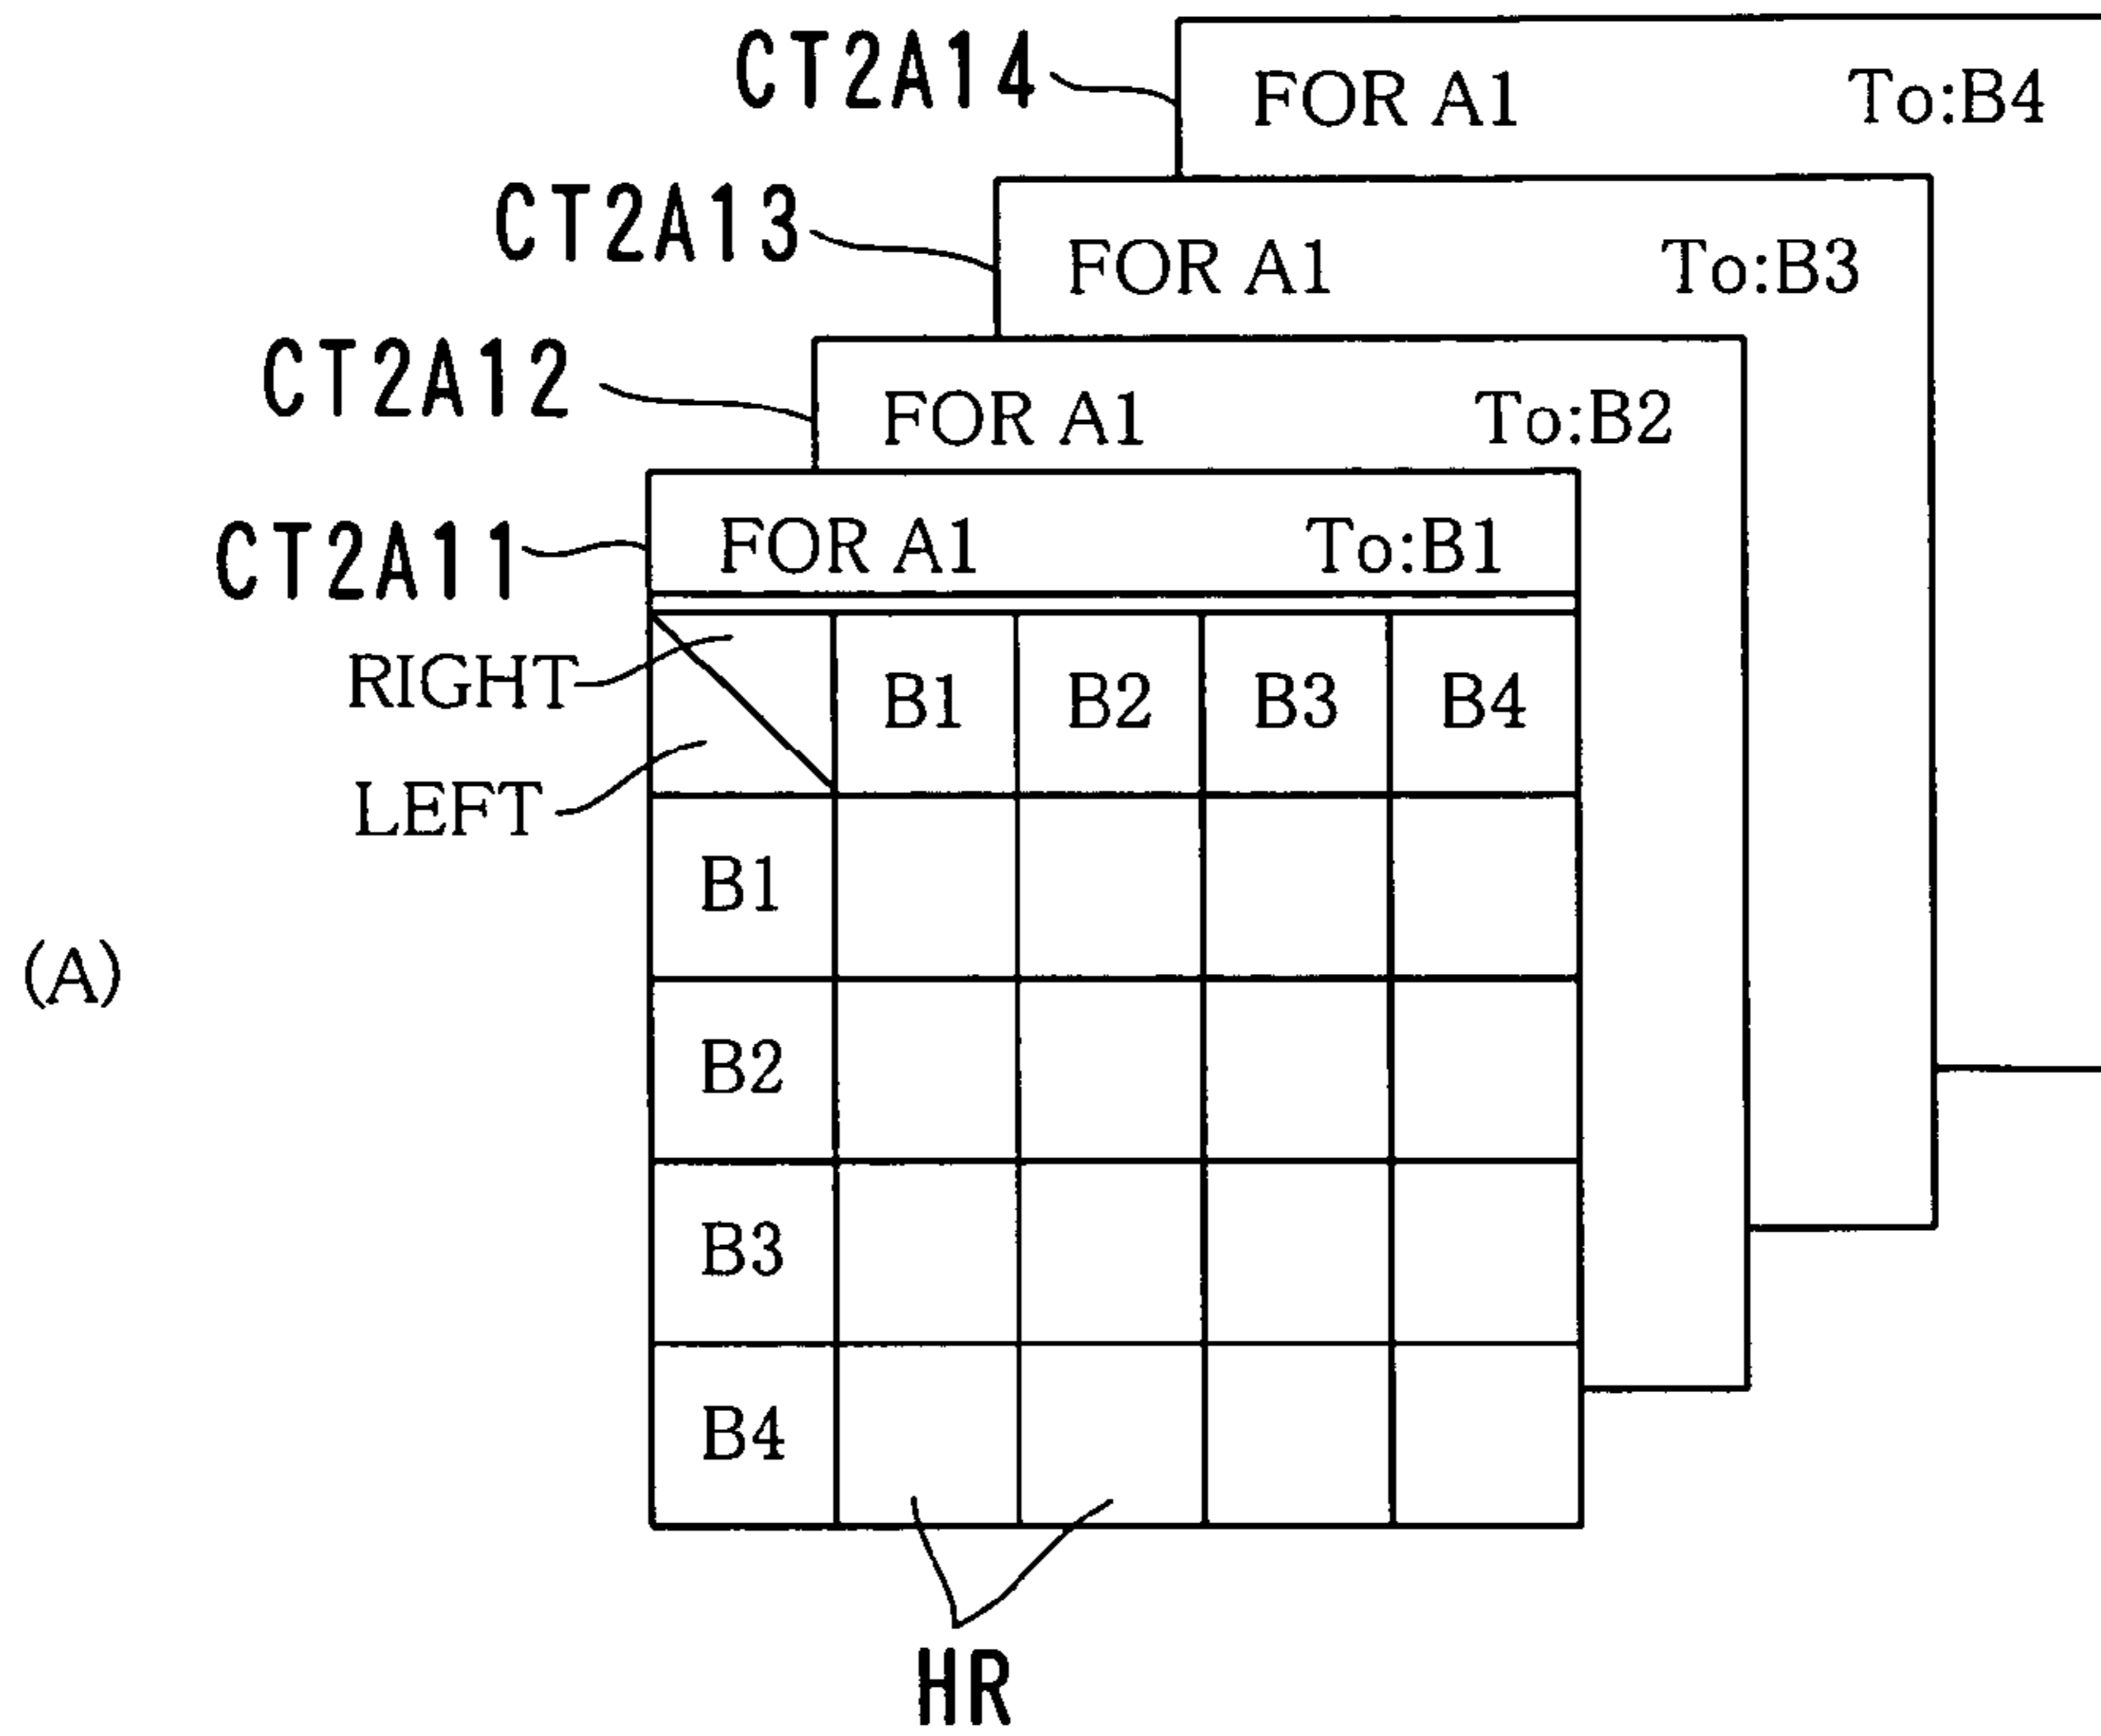 CT2A14 FOR A1 To:B4
CT2A13 FOR A1 To:B3
CT2A12 FOR A1 To:B2
CT2A11 FOR A1 To:B1
RIGHT B1 B2 B3 B4
LEFT
B1
(A)
B2
B3
B4
HR